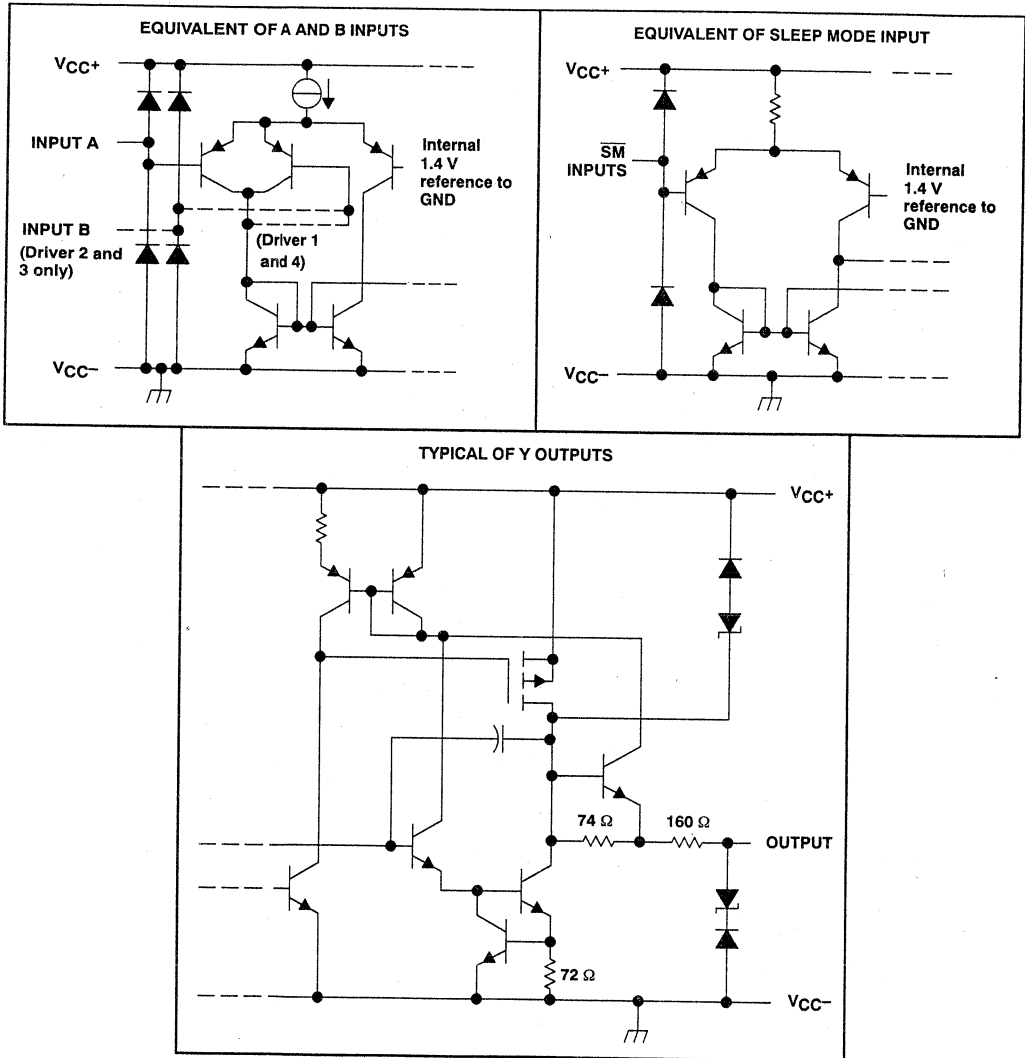 EQUIVALENT OF A AND B INPUTS
VCC+
INPUT A
Internal
1.4 V
reference to
GND
INPUT B
(Driver 2 and
3 only)
(Driver 1
and 4)
VCC−
EQUIVALENT OF SLEEP MODE INPUT
VCC+
SM
INPUTS
Internal
1.4 V
reference to
GND
VCC−
TYPICAL OF Y OUTPUTS
VCC+
74 Ω
160 Ω
OUTPUT
72 Ω
VCC−